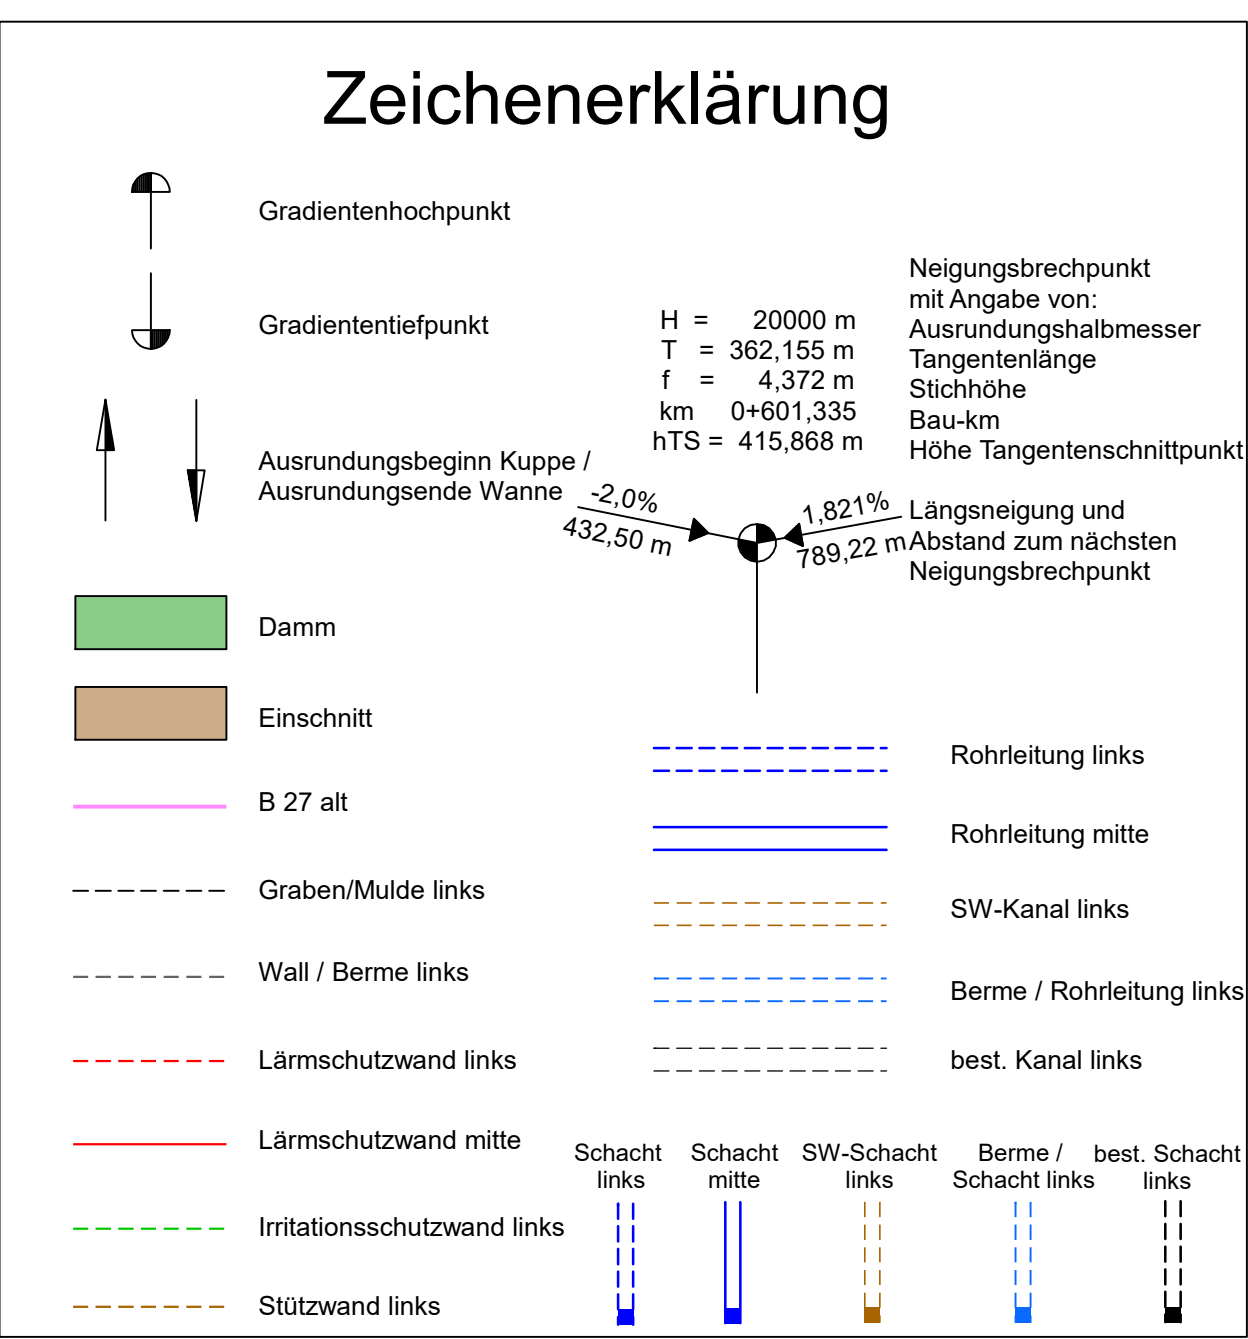 Zeichenerklärung
Gradientenhochpunkt
Gradiententiefpunkt
Ausrundungsbeginn Kuppe /
Ausrundungsende Wanne
H = 20000 m
T = 362,155 m
f = 4,372 m
km 0+601,335
hTS = 415,868 m
Neigungsbrechpunkt
mit Angabe von:
Ausrundungshalbmesser
Tangentenlänge
Stichhöhe
Bau-km
Höhe Tangentenschnittpunkt
-2,0%
432,50 m
1,821%
789,22 m
Längsneigung und
Abstand zum nächsten
Neigungsbrechpunkt
Damm
Einschnitt
B 27 alt
Graben/Mulde links
Wall / Berme links
Lärmschutzwand links
Lärmschutzwand mitte
Irritationsschutzwand links
Stützwand links
Rohrleitung links
Rohrleitung mitte
SW-Kanal links
Berme / Rohrleitung links
best. Kanal links
Schacht
links
Schacht
mitte
SW-Schacht
links
Berme /
Schacht links
best. Schacht
links